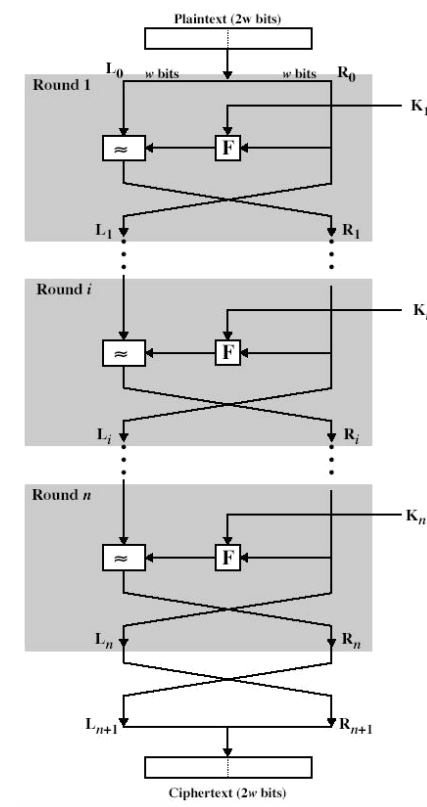 Plaintext (2w bits)
L0 w bits w bits R0
Round 1
K1
≈ F
L1 R1
Round i
Ki
≈ F
Li Ri
Round n
Kn
≈ F
Ln Rn
Ln+1 Rn+1
Ciphertext (2w bits)